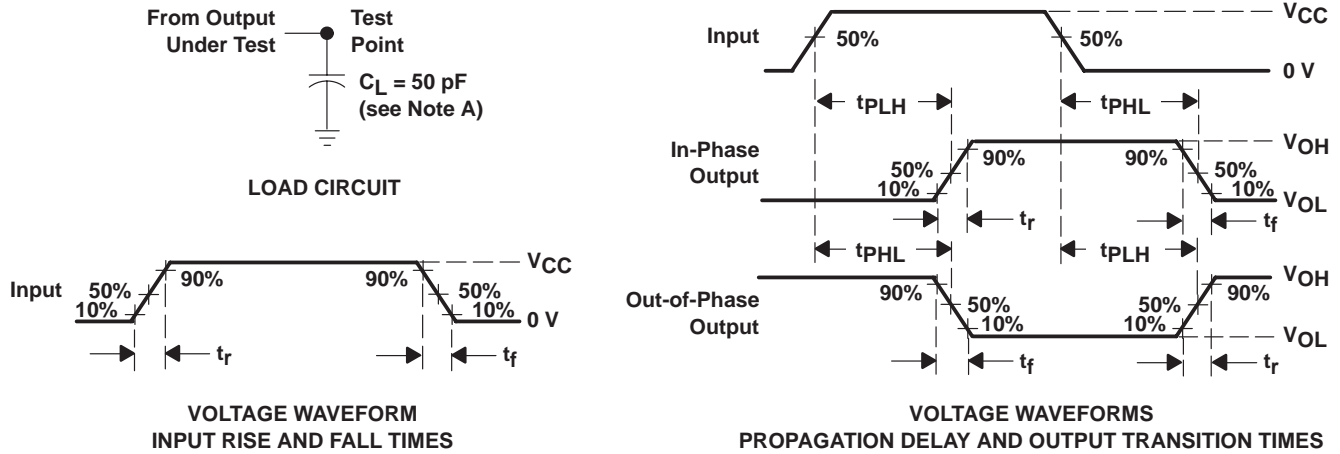 From Output
Under Test
Test
Point
CL = 50 pF
(see Note A)
LOAD CIRCUIT
Input
50%
10%
90%
90%
50%
10%
VCC
0 V
tr
tf
VOLTAGE WAVEFORM
INPUT RISE AND FALL TIMES
Input
50%
50%
VCC
0 V
tPLH
tPHL
In-Phase
Output
50%
10%
90%
90%
50%
10%
VOH
VOL
tr
tf
tPHL
tPLH
Out-of-Phase
Output
90%
50%
10%
50%
10%
90%
VOH
VOL
tf
tr
VOLTAGE WAVEFORMS
PROPAGATION DELAY AND OUTPUT TRANSITION TIMES